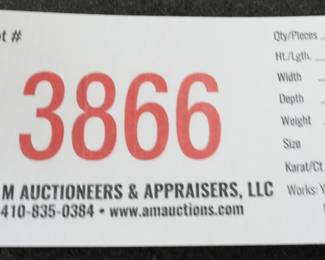 ot #
3866
M AUCTIONEERS & APPRAISERS, LLC
410-835-0384 • www.amauctions.com
Qty/Pieces
Ht./Lgth.
Width
Depth
Weight
Size
Karat/Ct
Works: Y